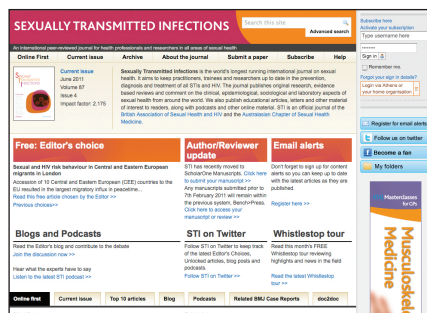 SEXUALLY TRANSMITTED INFECTIONS
Search this site
Advanced search
An international peer-reviewed journal for health professionals and researchers in all areas of sexual health
Online First
Current issue
Archive
About the journal
Submit a paper
Subscribe
Help
Current issue
June 2011
Volume 87
Issue 4
Impact factor: 2.175
Sexually Transmitted Infections is the world's longest running international journal on sexual
health. It aims to keep practitioners, trainees and researchers up to date in the prevention,
diagnosis and treatment of all STIs and HIV. The journal publishes original research, evidence
based reviews and comment on the clinical, epidemiological, sociological and laboratory aspects of
sexual health from around the world. We also publish educational articles, letters and other material
of interest to readers, along with podcasts and other online material. STI is an official journal of the
British Association of Sexual Health and HIV and the Australasian Chapter of Sexual Health
Medicine.
Free: Editor's choice
Sexual and HIV risk behaviour in Central and Eastern European
migrants in London
Accession of 10 Central and Eastern European (CEE) countries to the
EU resulted in the largest migratory influx in peacetime...
Read this free article chosen by the Editor >>
Previous choices>>
Author/Reviewer
update
STI has recently moved to
ScholarOne Manuscripts. Click here
to submit your manuscript >>
Any manuscripts submitted prior to
7th February 2011 will remain within
the previous system, Bench>Press.
Click here to access your
manuscript or review >>
Email alerts
Don't forget to sign up for content
alerts so you can keep up to date
with the latest articles as they are
published.
Register here >>
Blogs and Podcasts
Read the Editor's blog and contribute to the debate
Join the discussion now >>
Hear what the experts have to say
Listen to the latest STI podcast >>
STI on Twitter
Follow STI on Twitter to keep track
of the latest Editor's Choices,
Unlocked articles, blog posts and
podcasts.
Follow STI on Twitter >>
Whistlestop tour
Read this month's FREE
Whistlestop tour reviewing
highlights and news in the field
Read the latest Whistlestop
tour >>
Online first
Current issue
Top 10 articles
Blog
Podcasts
Related BMJ Case Reports
doc2doc
Subscribe here
Activate your subscription
Type username here
Sign in
Remember me.
Forgot your sign in details?
Login via Athens or
your home organisation
Register for email alerts
Follow us on twitter
Become a fan
My folders
Masterclasses
for GPs
Musculoskel
Medicine